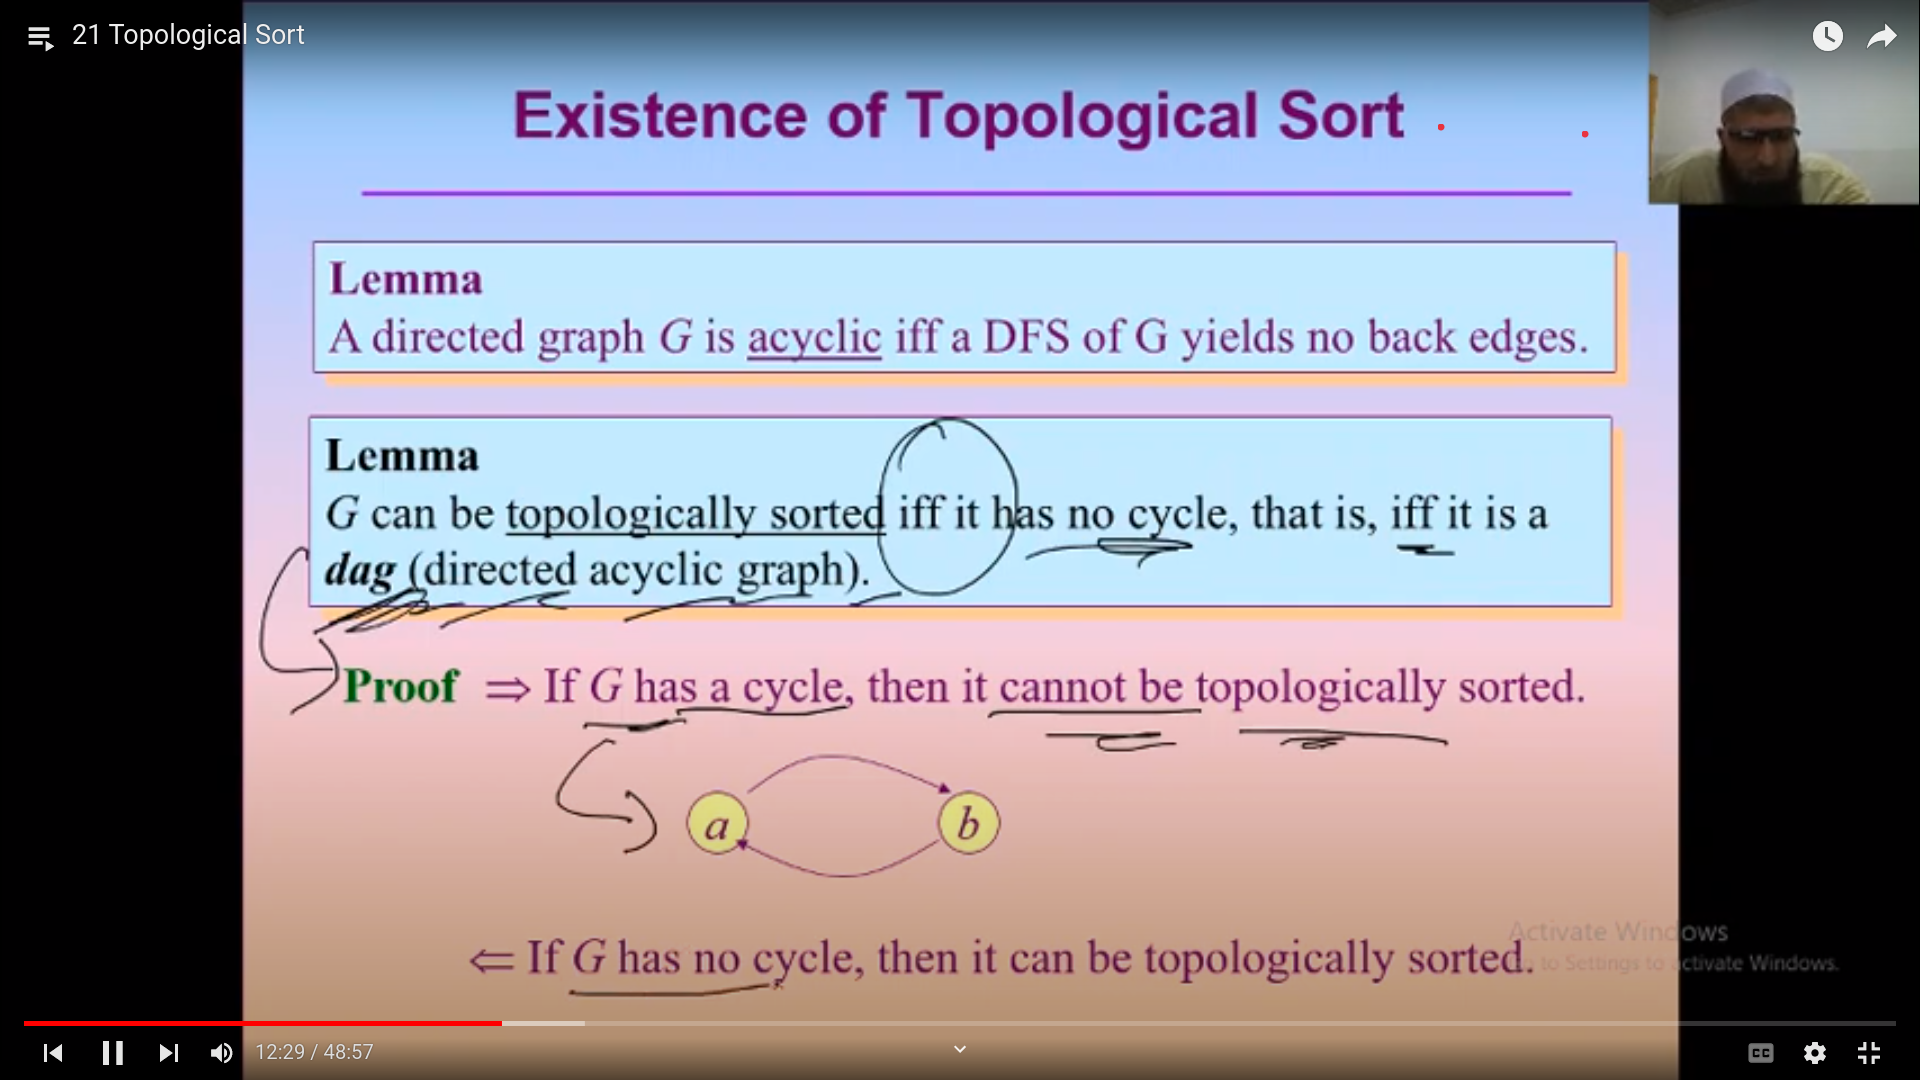 21 Topological Sort
Existence of Topological Sort
Lemma
A directed graph G is acyclic iff a DFS of G yields no back edges.
Lemma
G can be topologically sorted iff it has no cycle, that is, iff it is a
dag (directed acyclic graph).
Proof ⇒ If G has a cycle, then it cannot be topologically sorted.
a b
Activate Windows
⇐ If G has no cycle, then it can be topologically sorted.
Go to Settings to activate Windows.
12:29 / 48:57
CC